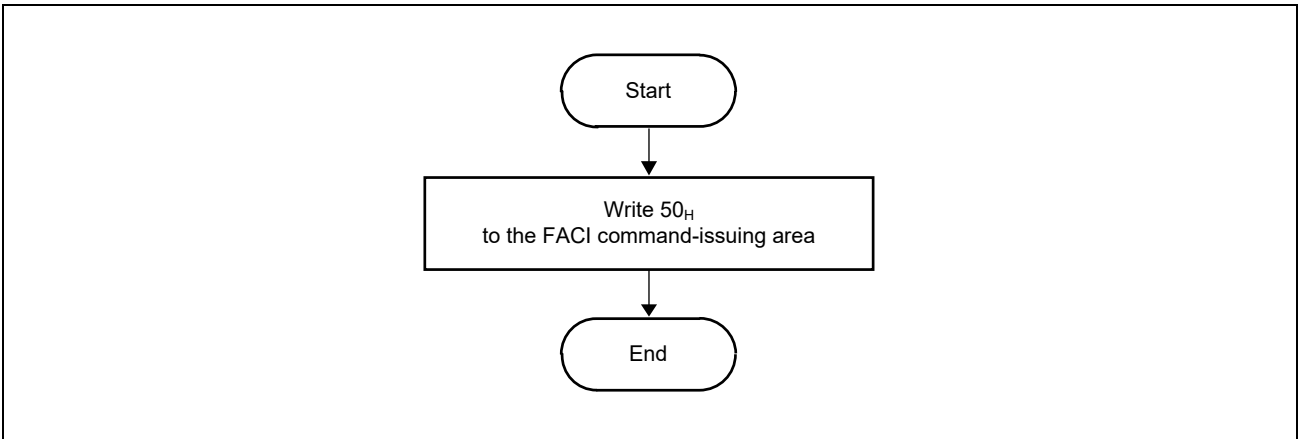 Start
Write 50H
to the FACI command-issuing area
End